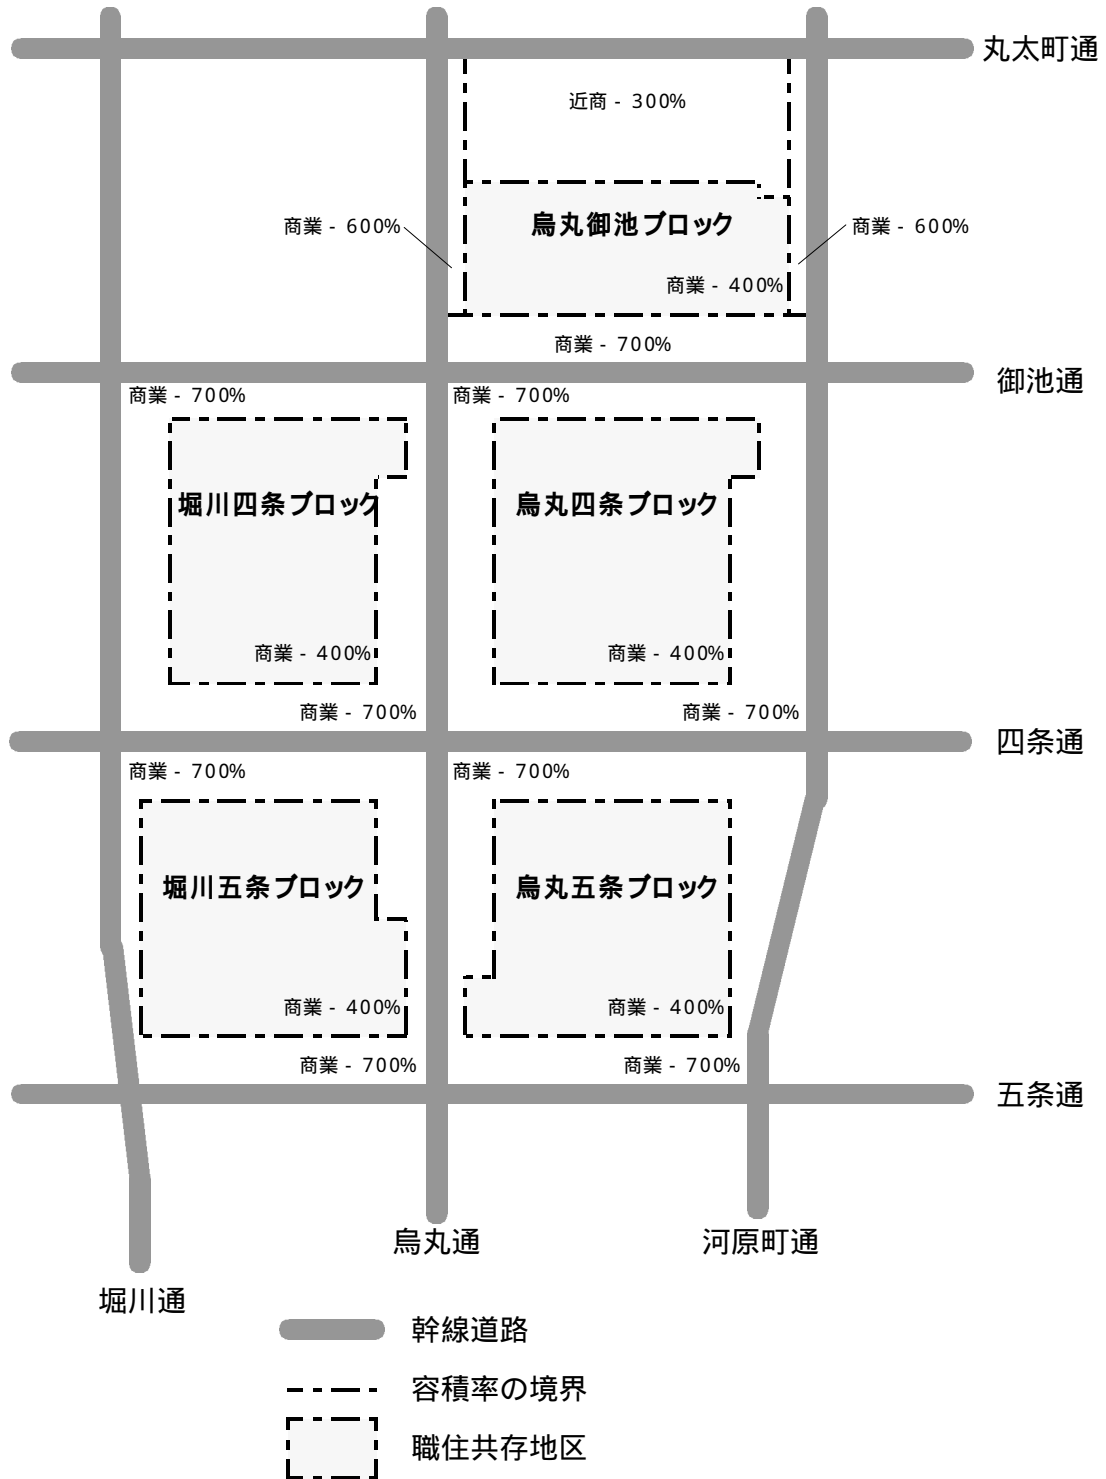 丸太町通
近商 - 300%
烏丸御池ブロック
商業 - 600%
商業 - 600%
商業 - 400%
商業 - 700%
御池通
商業 - 700%
商業 - 700%
堀川四条ブロック
烏丸四条ブロック
商業 - 400%
商業 - 400%
商業 - 700%
商業 - 700%
四条通
商業 - 700%
商業 - 700%
堀川五条ブロック
烏丸五条ブロック
商業 - 400%
商業 - 400%
商業 - 700%
商業 - 700%
五条通
烏丸通
河原町通
堀川通
幹線道路
容積率の境界
職住共存地区